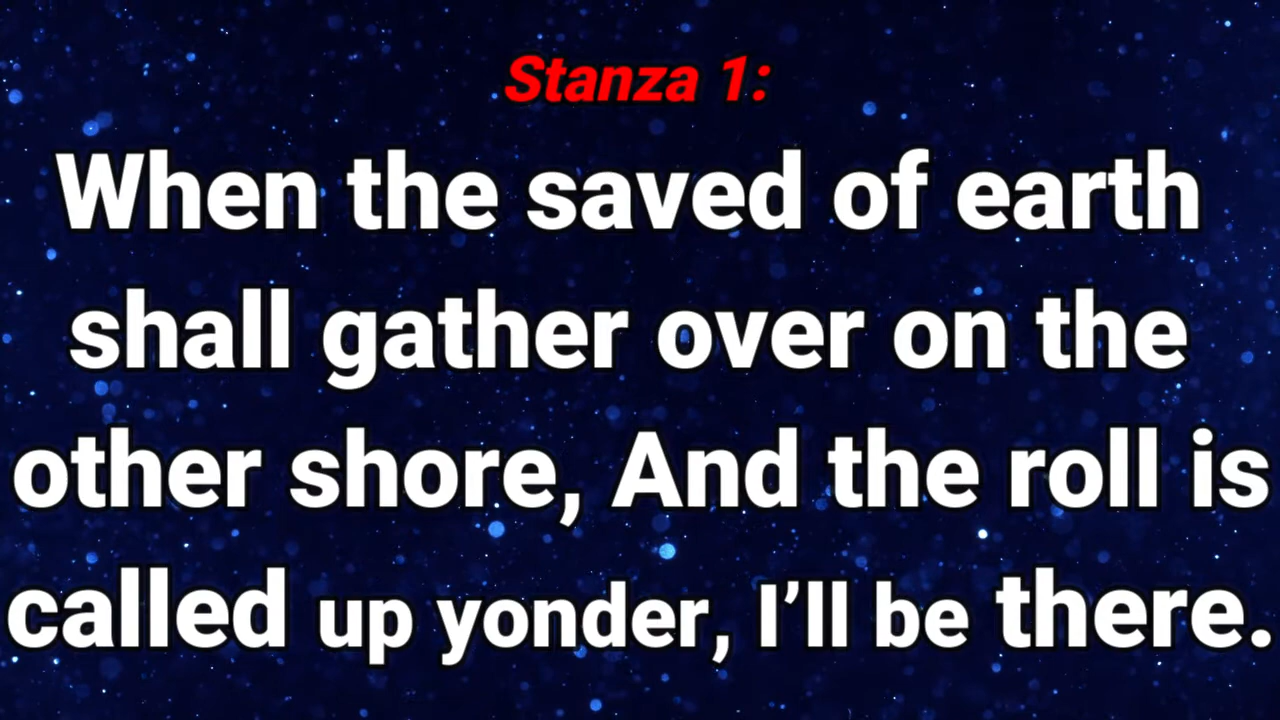 Stanza 1:
When the saved of earth
shall gather over on the
other shore, And the roll is
called up yonder, I’ll be there.